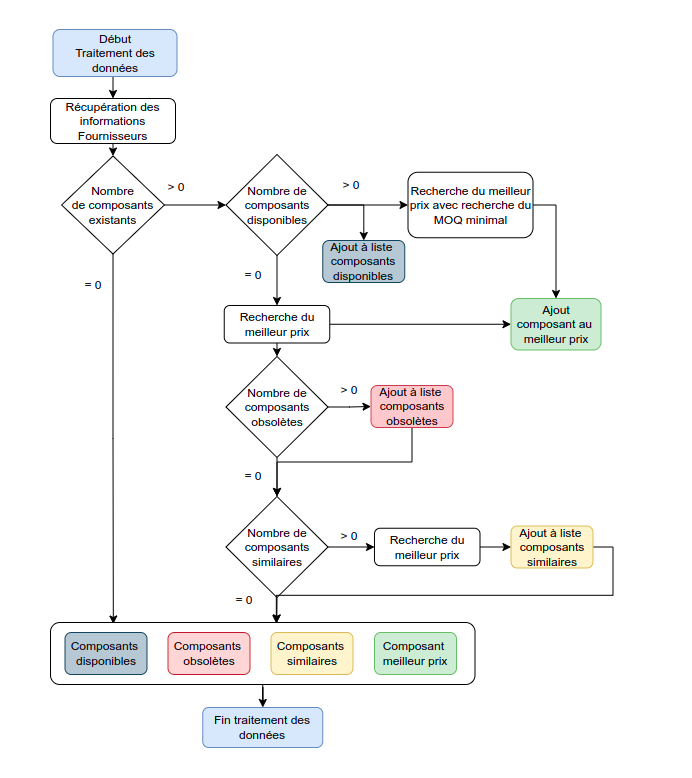 Début
Traitement des
données
Récupération des
informations
Fournisseurs
Nombre
de composants
existants
> 0
Nombre de
composants
disponibles
> 0
Recherche du meilleur
prix avec recherche du
MOQ minimal
Ajout à liste
composants
disponibles
= 0
= 0
Recherche du
meilleur prix
Ajout
composant au
meilleur prix
Nombre de
composants
obsolètes
> 0
Ajout à liste
composants
obsolètes
= 0
Nombre de
composants
similaires
> 0
Recherche du
meilleur prix
Ajout à liste
composants
similaires
= 0
Composants
disponibles
Composants
obsolètes
Composants
similaires
Composant
meilleur prix
Fin traitement des
données